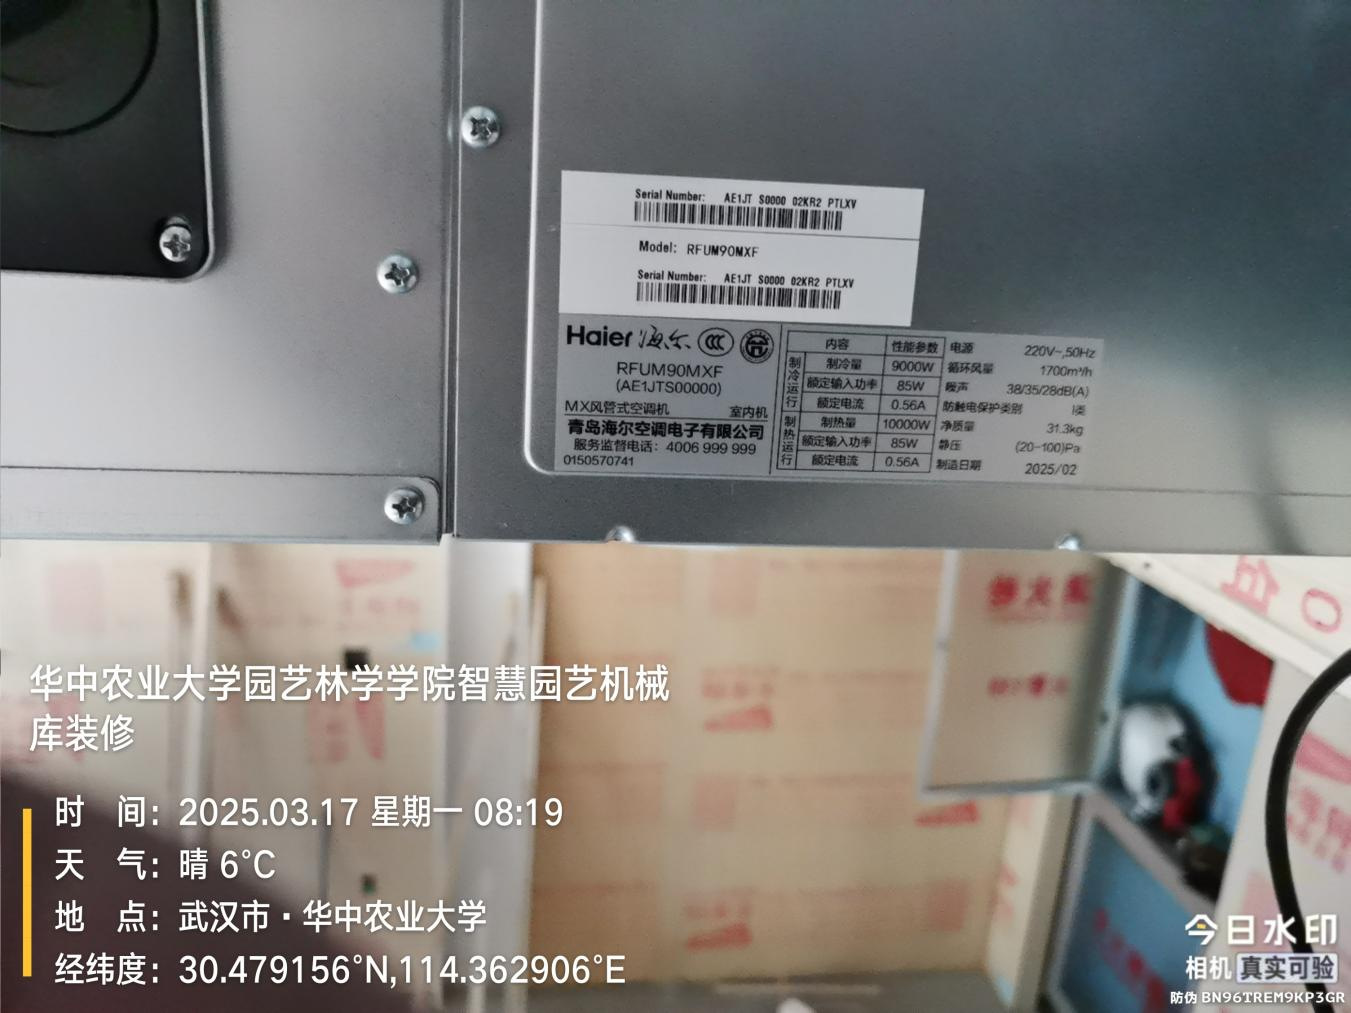 Serial Number: AE1JT S0000 02KR2 PTLXV
Model: RFUM90MXF
Serial Number: AE1JT S0000 02KR2 PTLXV
Haier 海尔
RFUM90MXF
(AE1JTS00000)
MX风管式空调机 室内机
青岛海尔空调电子有限公司
服务监督电话：4006 999 999
0150570741
内容 性能参数
制冷运行
制冷量 9000W
额定输入功率 85W
额定电流 0.56A
制热运行
制热量 10000W
额定输入功率 85W
额定电流 0.56A
电源 220V~,50Hz
循环风量 1700m³/h
噪声 38/35/28dB(A)
防触电保护类别 I类
净质量 31.3kg
静压 (20-100)Pa
制造日期 2025/02
华中农业大学园艺林学学院智慧园艺机械
库装修
时 间：2025.03.17 星期一 08:19
天 气：晴 6°C
地 点：武汉市·华中农业大学
经纬度：30.479156°N,114.362906°E
今日水印
相机 真实可验
防伪 BN96TREM9KP3GR